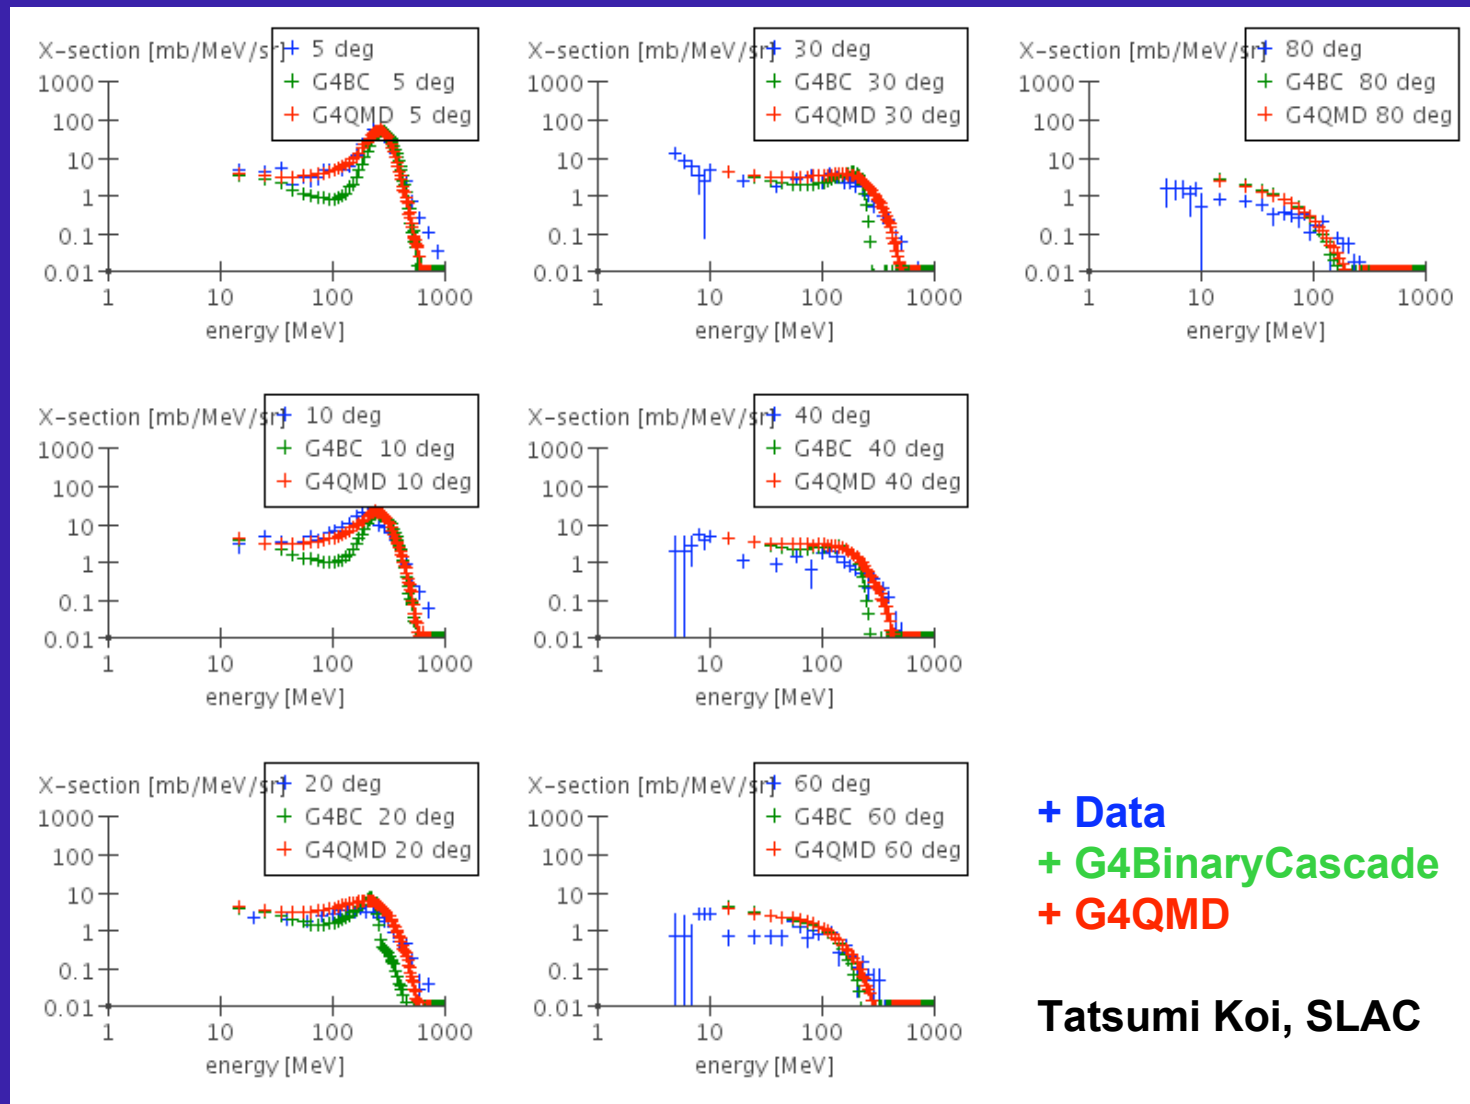 X-section [mb/MeV/sr]
+ 5 deg
+ G4BC 5 deg
+ G4QMD 5 deg
1000
100
10
1
0.1
0.01
1 10 100 1000
energy [MeV]
X-section [mb/MeV/sr]
+ 30 deg
+ G4BC 30 deg
+ G4QMD 30 deg
1000
100
10
1
0.1
0.01
1 10 100 1000
energy [MeV]
X-section [mb/MeV/sr]
+ 80 deg
+ G4BC 80 deg
+ G4QMD 80 deg
1000
100
10
1
0.1
0.01
1 10 100 1000
energy [MeV]
X-section [mb/MeV/sr]
+ 10 deg
+ G4BC 10 deg
+ G4QMD 10 deg
1000
100
10
1
0.1
0.01
1 10 100 1000
energy [MeV]
X-section [mb/MeV/sr]
+ 40 deg
+ G4BC 40 deg
+ G4QMD 40 deg
1000
100
10
1
0.1
0.01
1 10 100 1000
energy [MeV]
X-section [mb/MeV/sr]
+ 20 deg
+ G4BC 20 deg
+ G4QMD 20 deg
1000
100
10
1
0.1
0.01
1 10 100 1000
energy [MeV]
X-section [mb/MeV/sr]
+ 60 deg
+ G4BC 60 deg
+ G4QMD 60 deg
1000
100
10
1
0.1
0.01
1 10 100 1000
energy [MeV]
+ Data
+ G4BinaryCascade
+ G4QMD
Tatsumi Koi, SLAC